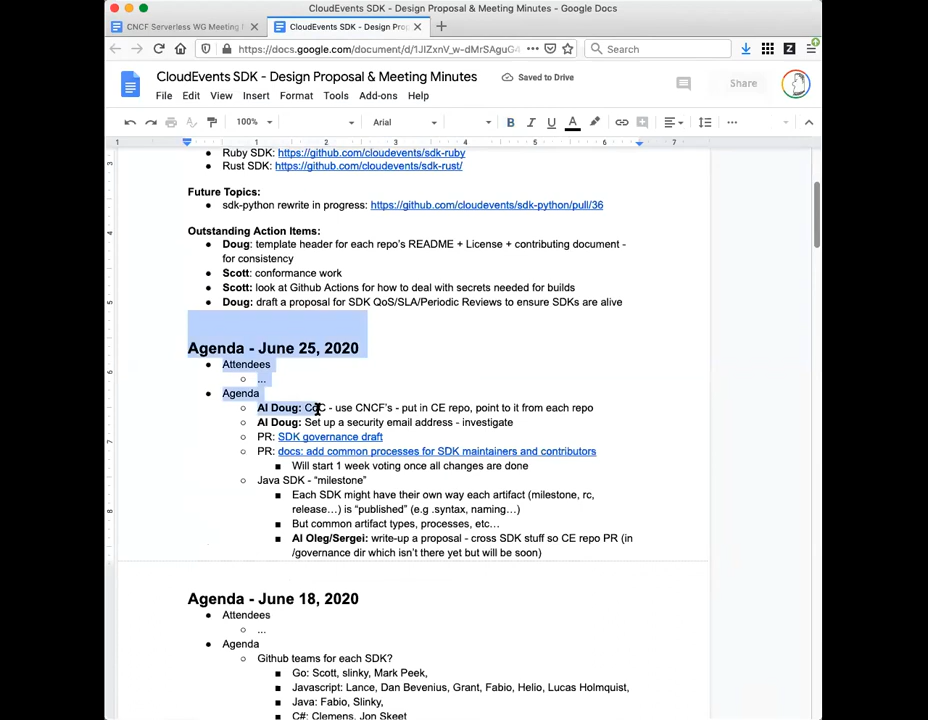 CloudEvents SDK - Design Proposal & Meeting Minutes - Google Docs
CNCF Serverless WG Meeting
CloudEvents SDK - Design Prop
https://docs.google.com/document/d/1JIZxnV_w-dMrSAguG
Search
CloudEvents SDK - Design Proposal & Meeting Minutes
Saved to Drive
Share
File Edit View Insert Format Tools Add-ons Help
100% Arial B I U A
1 1 2 3 4 5 6 7
Ruby SDK: https://github.com/cloudevents/sdk-ruby
Rust SDK: https://github.com/cloudevents/sdk-rust/
Future Topics:
● sdk-python rewrite in progress: https://github.com/cloudevents/sdk-python/pull/36
Outstanding Action Items:
● Doug: template header for each repo's README + License + contributing document -
for consistency
● Scott: conformance work
● Scott: look at Github Actions for how to deal with secrets needed for builds
● Doug: draft a proposal for SDK QoS/SLA/Periodic Reviews to ensure SDKs are alive
Agenda - June 25, 2020
● Attendees
○ ...
● Agenda
○ AI Doug: CoC - use CNCF's - put in CE repo, point to it from each repo
○ AI Doug: Set up a security email address - investigate
○ PR: SDK governance draft
○ PR: docs: add common processes for SDK maintainers and contributors
■ Will start 1 week voting once all changes are done
○ Java SDK - “milestone”
■ Each SDK might have their own way each artifact (milestone, rc,
release…) is “published” (e.g .syntax, naming…)
■ But common artifact types, processes, etc…
■ AI Oleg/Sergei: write-up a proposal - cross SDK stuff so CE repo PR (in
/governance dir which isn't there yet but will be soon)
Agenda - June 18, 2020
● Attendees
○ ...
● Agenda
○ Github teams for each SDK?
■ Go: Scott, slinky, Mark Peek,
■ Javascript: Lance, Dan Bevenius, Grant, Fabio, Helio, Lucas Holmquist,
■ Java: Fabio, Slinky,
■ C#: Clemens, Jon Skeet